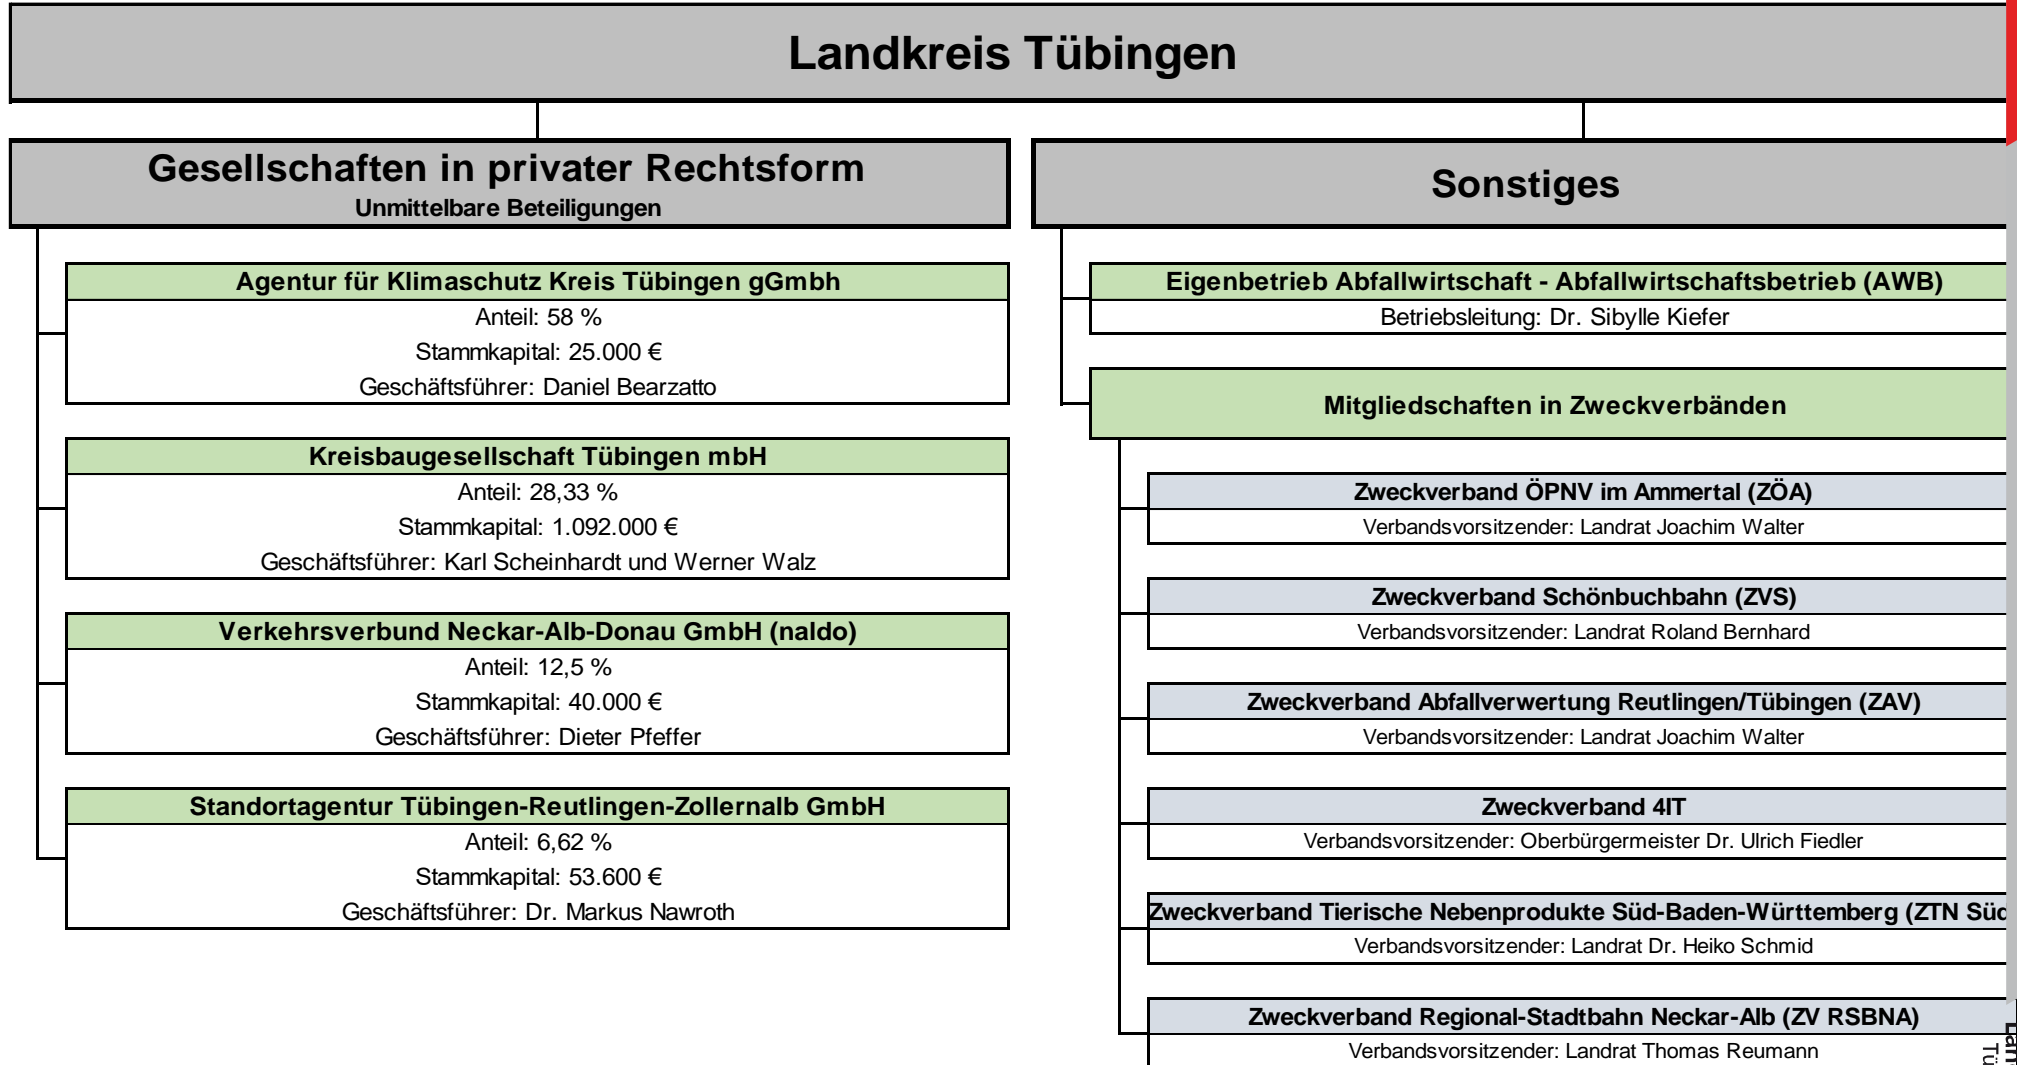 Landkreis Tübingen
Gesellschaften in privater Rechtsform
Unmittelbare Beteiligungen
Agentur für Klimaschutz Kreis Tübingen gGmbh
Anteil: 58 %
Stammkapital: 25.000 €
Geschäftsführer: Daniel Bearzatto
Kreisbaugesellschaft Tübingen mbH
Anteil: 28,33 %
Stammkapital: 1.092.000 €
Geschäftsführer: Karl Scheinhardt und Werner Walz
Verkehrsverbund Neckar-Alb-Donau GmbH (naldo)
Anteil: 12,5 %
Stammkapital: 40.000 €
Geschäftsführer: Dieter Pfeffer
Standortagentur Tübingen-Reutlingen-Zollernalb GmbH
Anteil: 6,62 %
Stammkapital: 53.600 €
Geschäftsführer: Dr. Markus Nawroth
Sonstiges
Eigenbetrieb Abfallwirtschaft - Abfallwirtschaftsbetrieb (AWB)
Betriebsleitung: Dr. Sibylle Kiefer
Mitgliedschaften in Zweckverbänden
Zweckverband ÖPNV im Ammertal (ZÖA)
Verbandsvorsitzender: Landrat Joachim Walter
Zweckverband Schönbuchbahn (ZVS)
Verbandsvorsitzender: Landrat Roland Bernhard
Zweckverband Abfallverwertung Reutlingen/Tübingen (ZAV)
Verbandsvorsitzender: Landrat Joachim Walter
Zweckverband 4IT
Verbandsvorsitzender: Oberbürgermeister Dr. Ulrich Fiedler
Zweckverband Tierische Nebenprodukte Süd-Baden-Württemberg (ZTN Süd
Verbandsvorsitzender: Landrat Dr. Heiko Schmid
Zweckverband Regional-Stadtbahn Neckar-Alb (ZV RSBNA)
Verbandsvorsitzender: Landrat Thomas Reumann